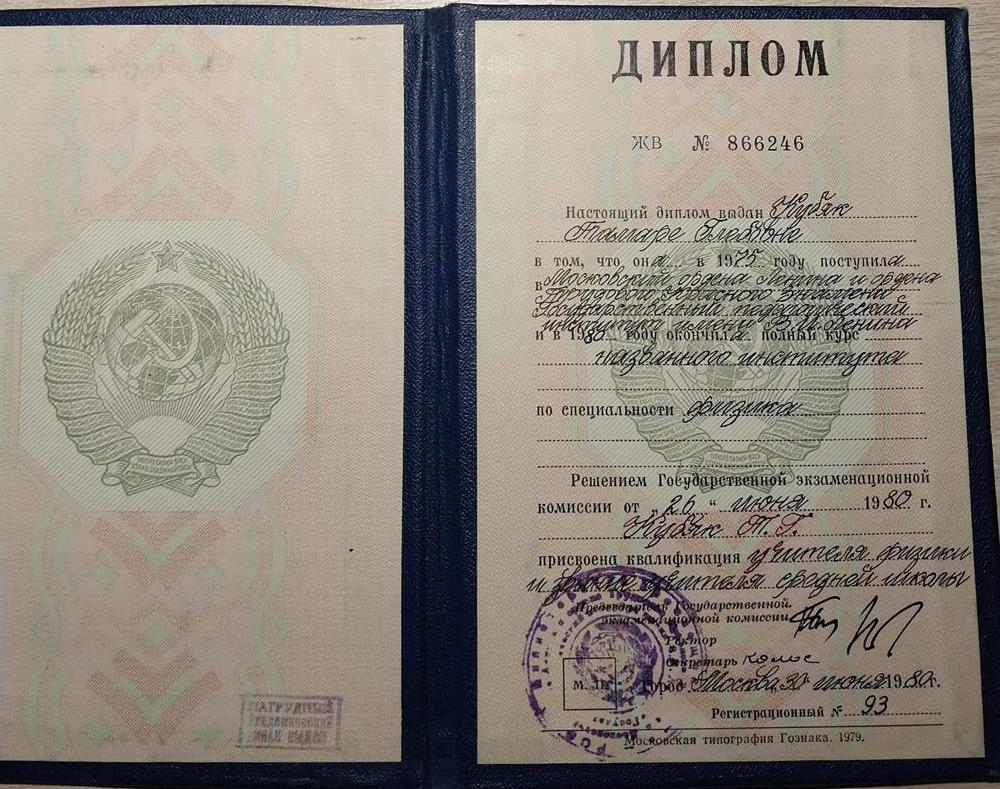 ДИПЛОМ
ЖВ № 866246
Настоящий диплом выдан Кубяк
Тамаре Глебовне
в том, что она в 1975 году поступила
в Московский ордена Ленина и ордена
Трудового Красного Знамени
Государственный педагогический
институт имени В.И. Ленина
и в 1980 году окончила полный курс
названного института
по специальности физика
Решением Государственной экзаменационной
комиссии от „26“ июня 1980 г.
Кубяк Т. Г.
присвоена квалификация учителя физики
и звание учителя средней школы
Председатель Государственной
экзаменационной комиссии
Ректор
Секретарь
М. П. Город Москва, 30 июня 1980 г.
Регистрационный № 93
Московская типография Гознака. 1979.
НАГРУДНЫЙ